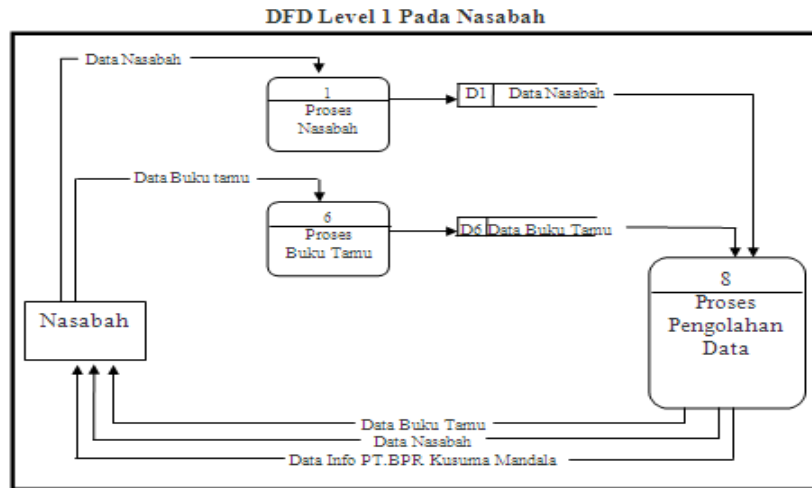 DFD Level 1 Pada Nasabah
Data Nasabah
1
Proses
Nasabah
D1 Data Nasabah
Data Buku tamu
6
Proses
Buku Tamu
D6 Data Buku Tamu
8
Proses
Pengolahan
Data
Nasabah
Data Buku Tamu
Data Nasabah
Data Info PT.BPR Kusuma Mandala